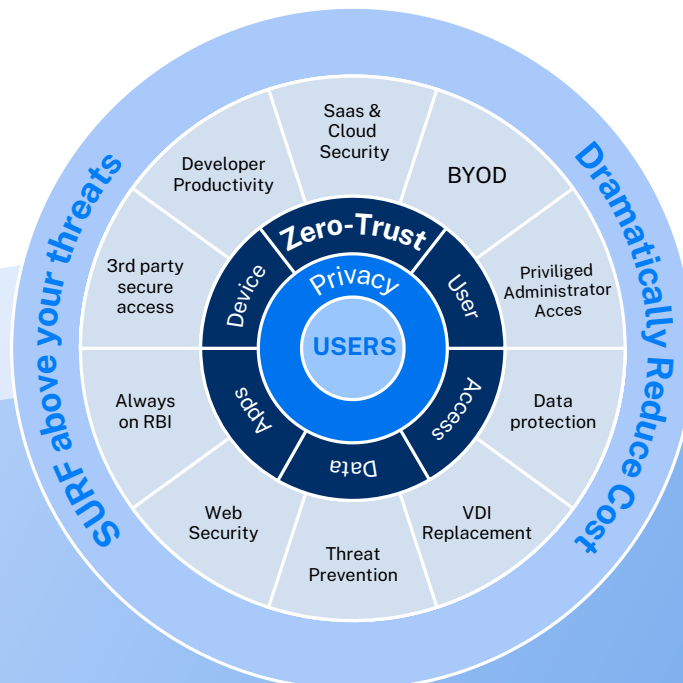 SURF above your threats
Dramatically Reduce Cost
Saas &
Cloud
Security
BYOD
Priviliged
Administrator
Acces
Data
protection
VDI
Replacement
Threat
Prevention
Web
Security
Always
on RBI
3rd party
secure
access
Developer
Productivity
Zero-Trust
User
Access
Data
Apps
Device
Privacy
USERS